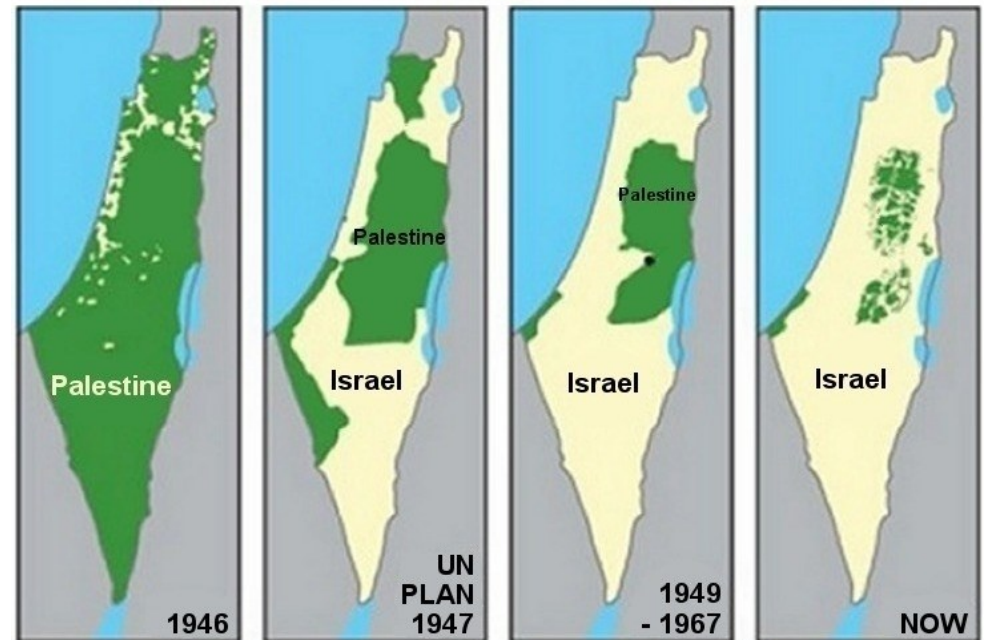 Palestine
1946
Palestine
Israel
UN
PLAN
1947
Palestine
Israel
1949
- 1967
Israel
NOW